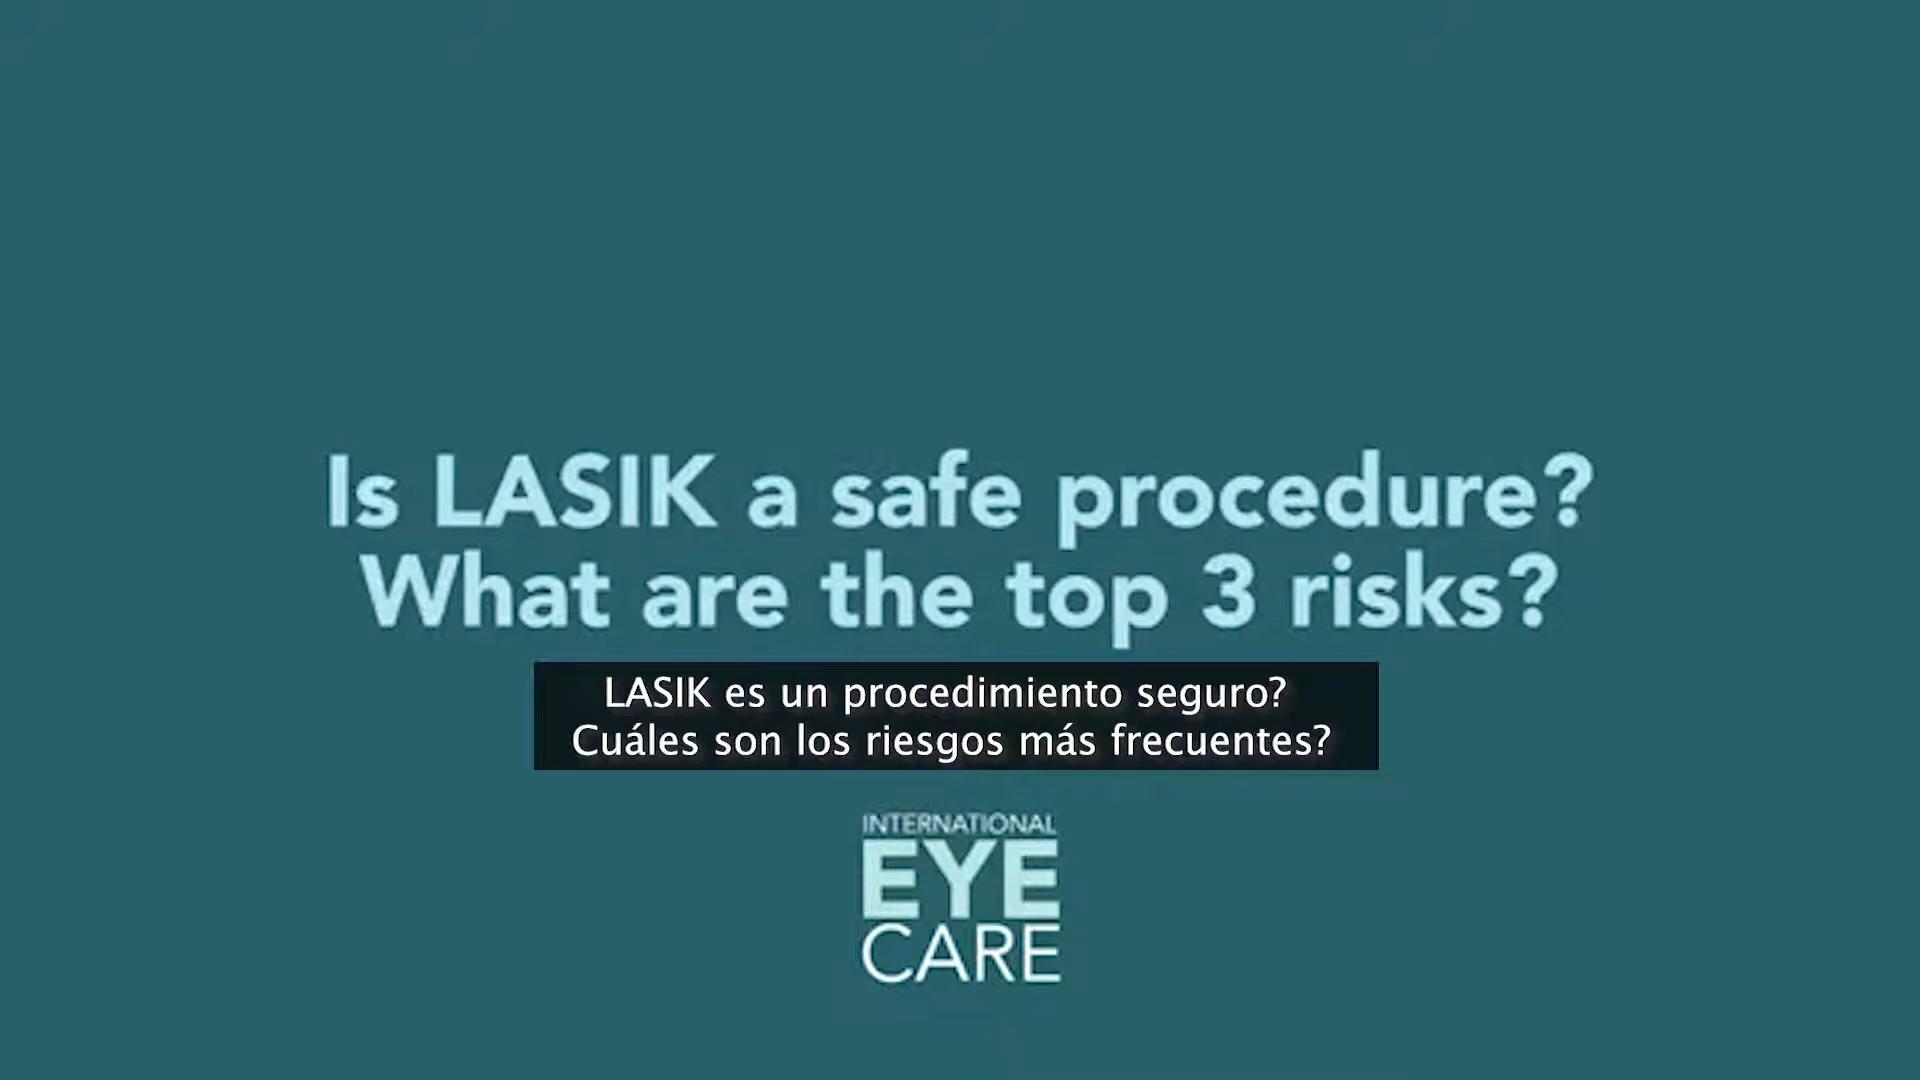 Is LASIK a safe procedure?
What are the top 3 risks?
LASIK es un procedimiento seguro?
Cuáles son los riesgos más frecuentes?
INTERNATIONAL
EYE
CARE